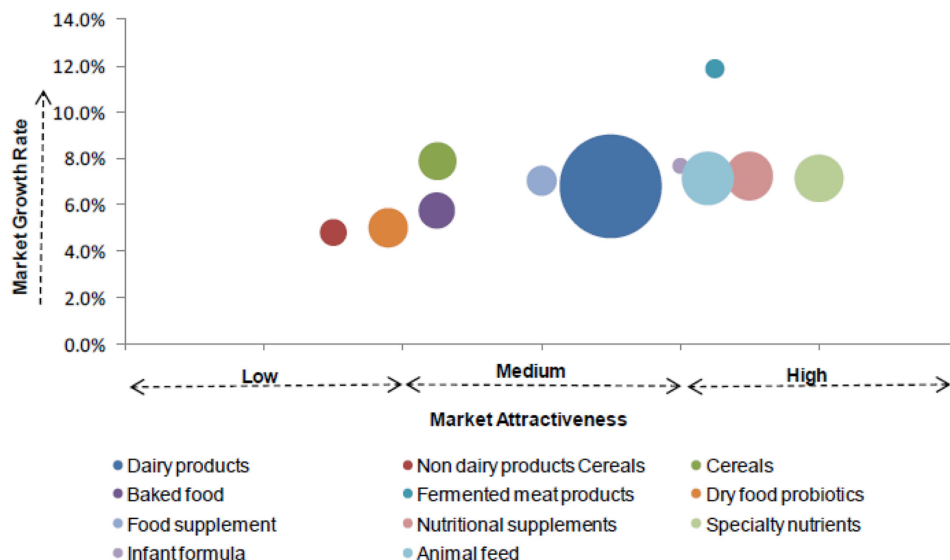 14.0%
12.0%
10.0%
8.0%
6.0%
4.0%
2.0%
0.0%
Market Growth Rate
Low Medium High
Market Attractiveness
Dairy products Non dairy products Cereals Cereals
Baked food Fermented meat products Dry food probiotics
Food supplement Nutritional supplements Specialty nutrients
Infant formula Animal feed